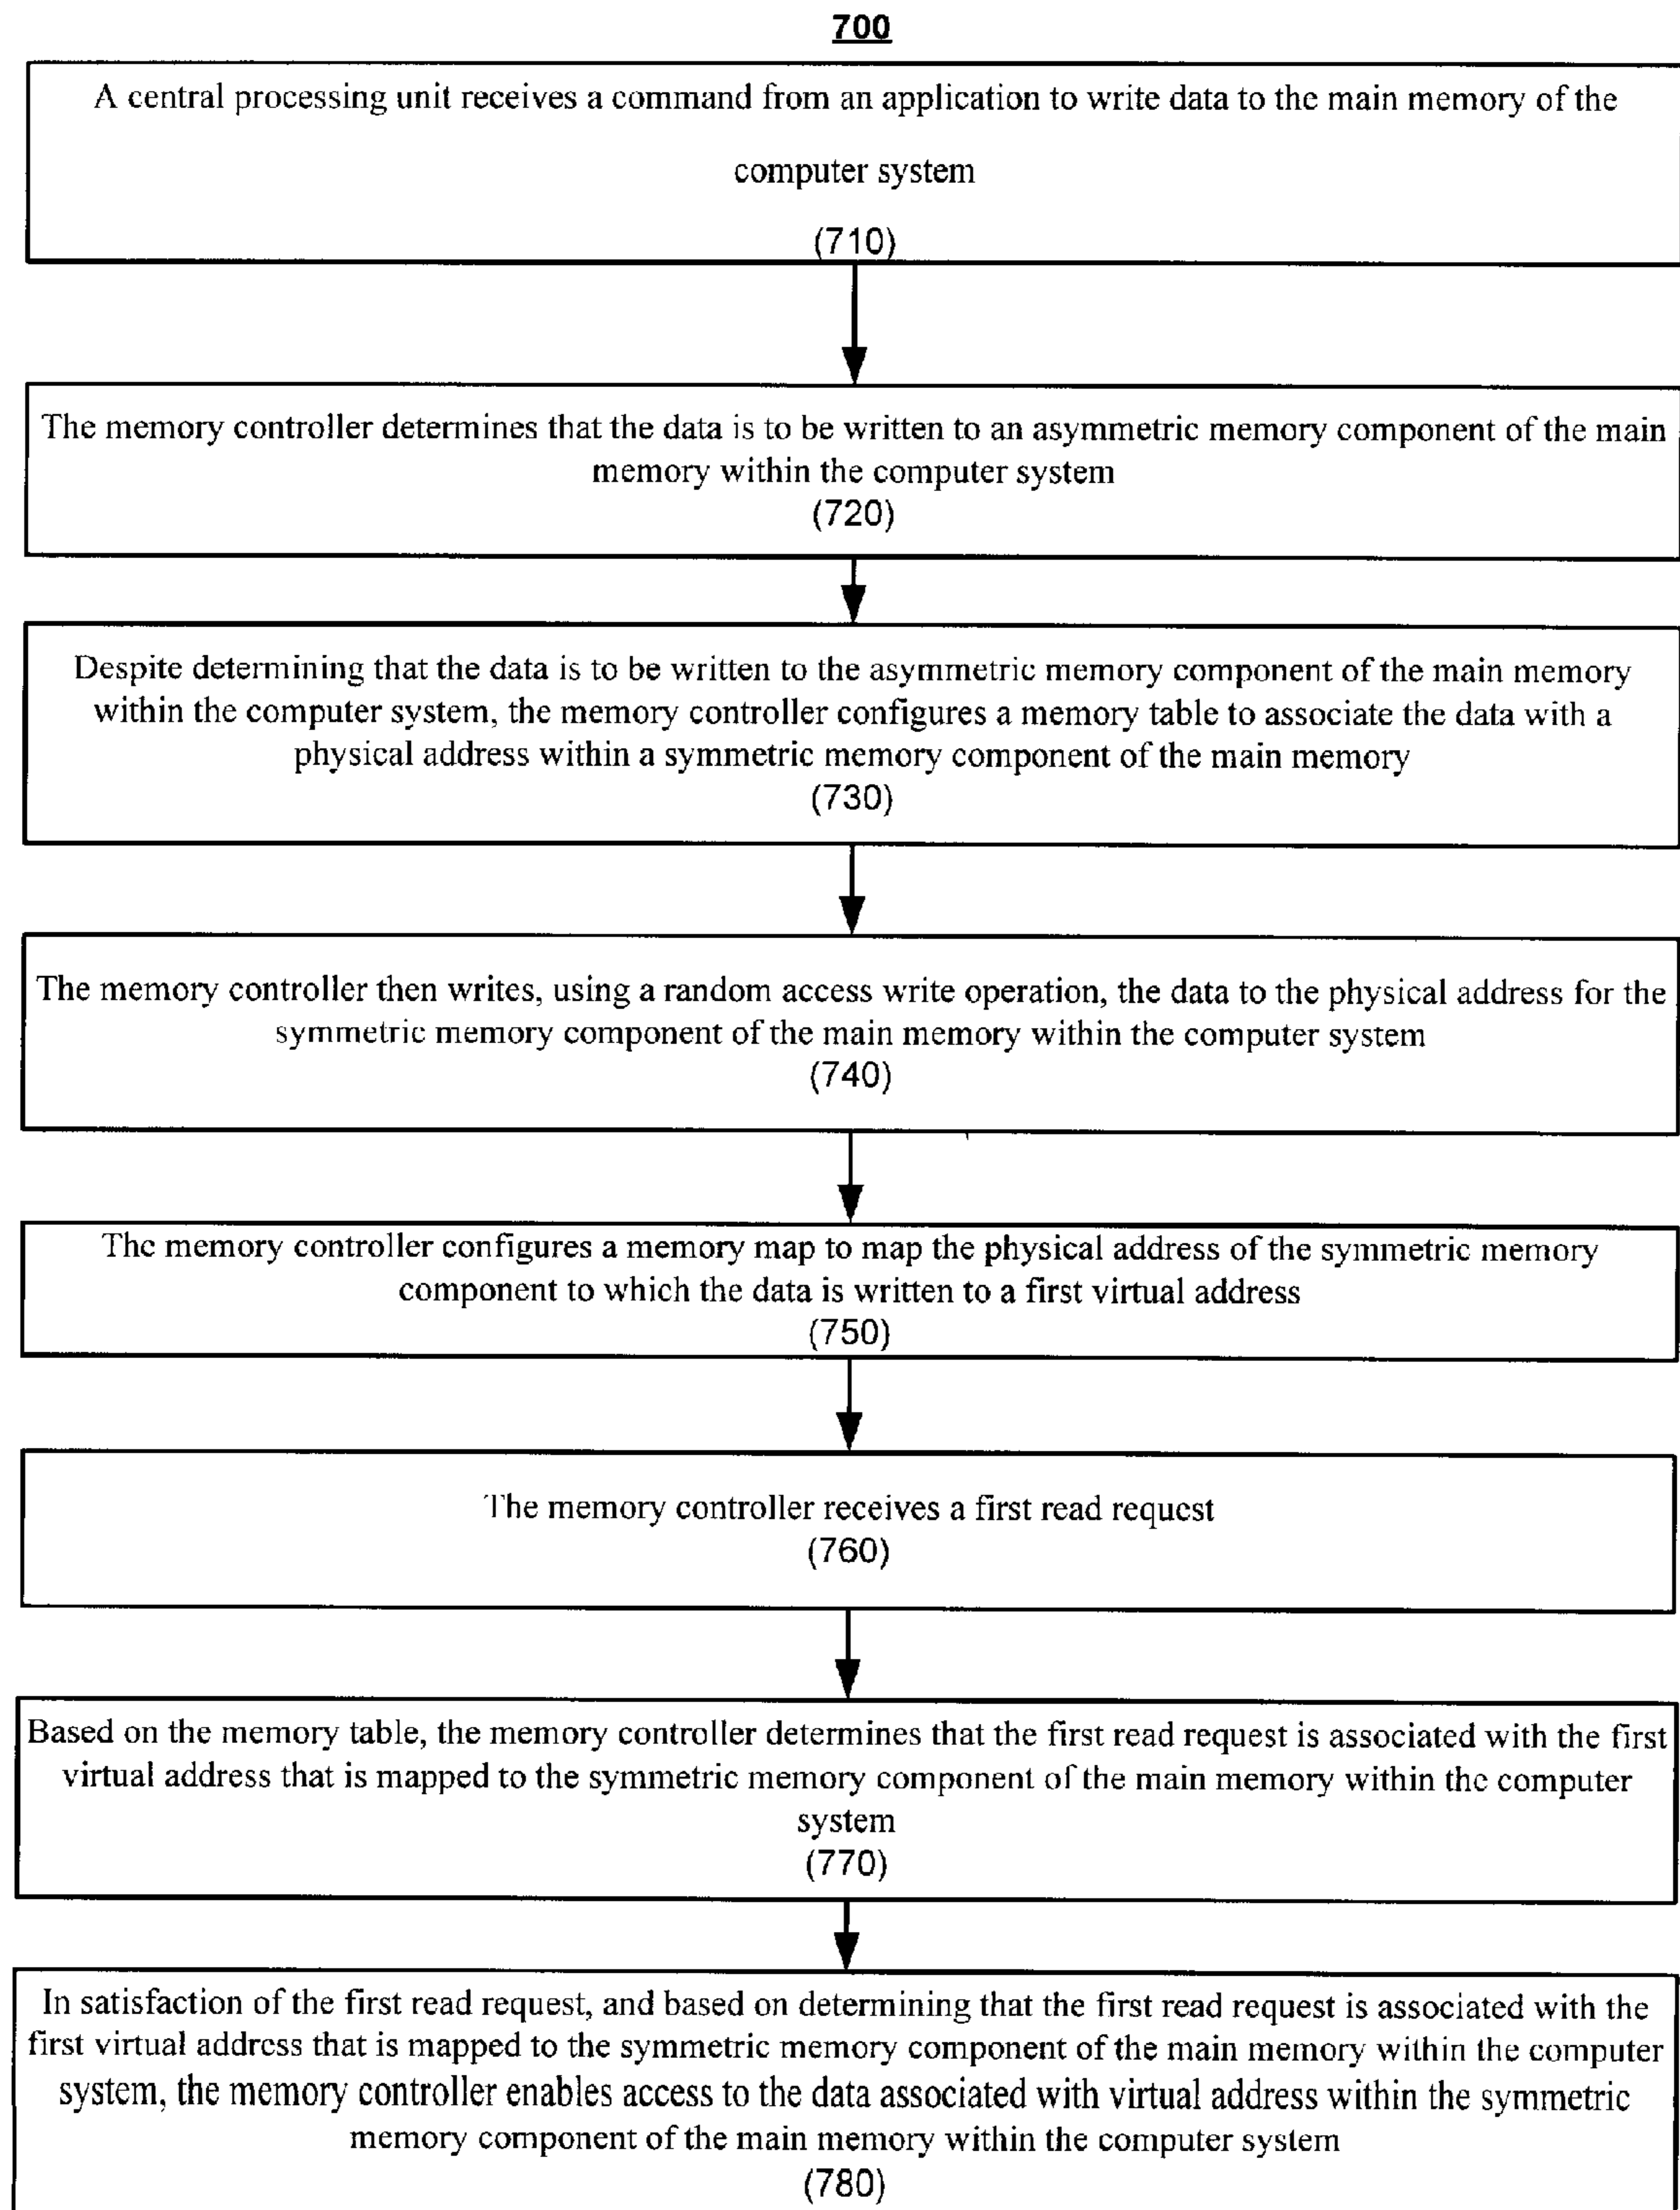 700
A central processing unit receives a command from an application to write data to the main memory of the
computer system
(710)
The memory controller determines that the data is to be written to an asymmetric memory component of the main
memory within the computer system
(720)
Despite determining that the data is to be written to the asymmetric memory component of the main memory
within the computer system, the memory controller configures a memory table to associate the data with a
physical address within a symmetric memory component of the main memory
(730)
The memory controller then writes, using a random access write operation, the data to the physical address for the
symmetric memory component of the main memory within the computer system
(740)
The memory controller configures a memory map to map the physical address of the symmetric memory
component to which the data is written to a first virtual address
(750)
The memory controller receives a first read request
(760)
Based on the memory table, the memory controller determines that the first read request is associated with the first
virtual address that is mapped to the symmetric memory component of the main memory within the computer
system
(770)
In satisfaction of the first read request, and based on determining that the first read request is associated with the
first virtual address that is mapped to the symmetric memory component of the main memory within the computer
system, the memory controller enables access to the data associated with virtual address within the symmetric
memory component of the main memory within the computer system
(780)